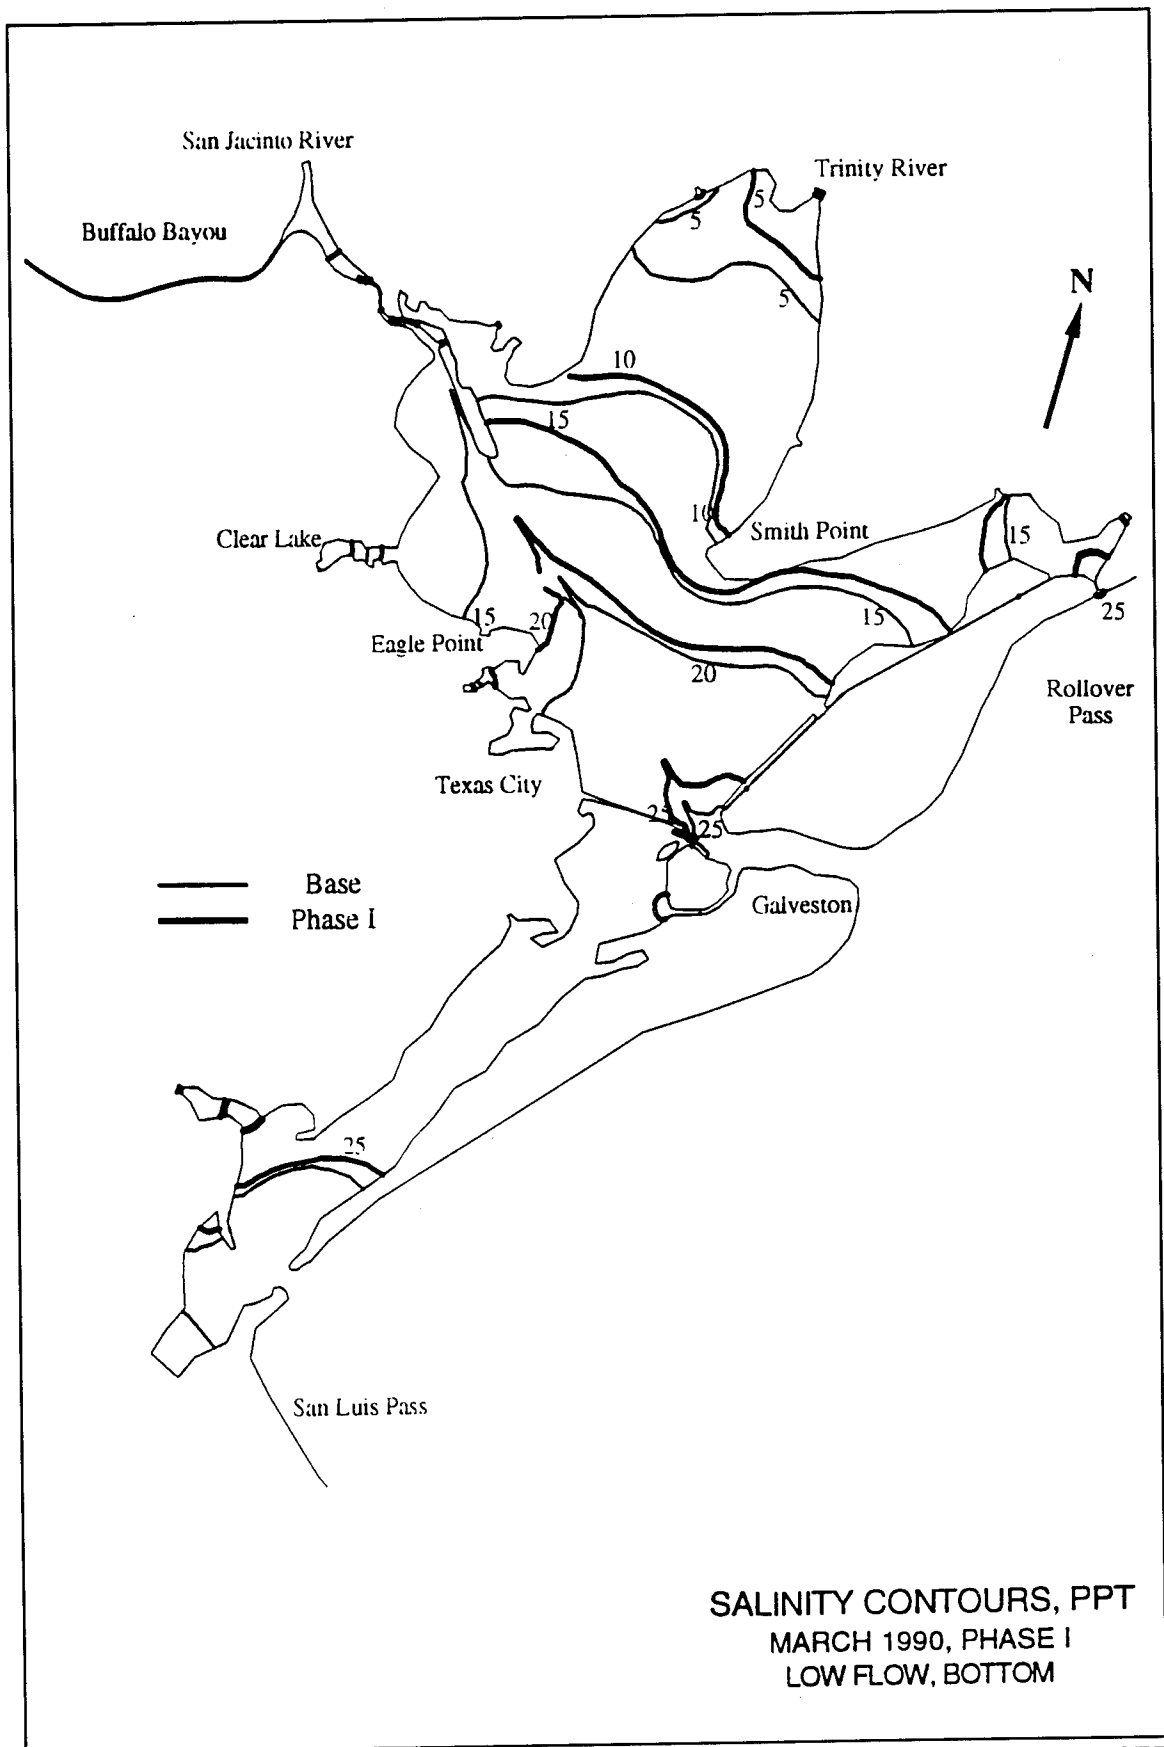 San Jacinto River
Trinity River
5
5
Buffalo Bayou
N
5
10
15
10
Smith Point
15
Clear Lake
15
20
15
25
Eagle Point
20
Rollover
Pass
Texas City
25
25
Base
Phase I
Galveston
25
San Luis Pass
SALINITY CONTOURS, PPT
MARCH 1990, PHASE I
LOW FLOW, BOTTOM